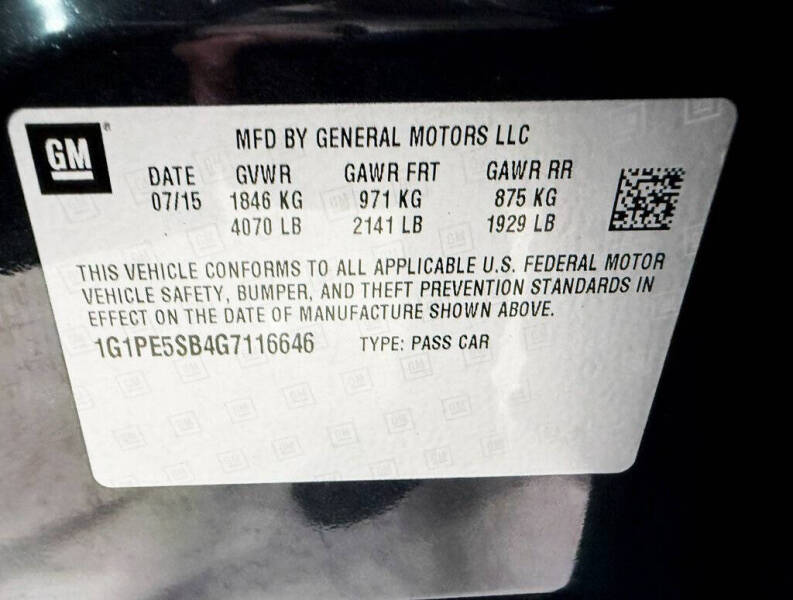 GM
MFD BY GENERAL MOTORS LLC
DATE GVWR GAWR FRT GAWR RR
07/15 1846 KG 971 KG 875 KG
4070 LB 2141 LB 1929 LB
THIS VEHICLE CONFORMS TO ALL APPLICABLE U.S. FEDERAL MOTOR
VEHICLE SAFETY, BUMPER, AND THEFT PREVENTION STANDARDS IN
EFFECT ON THE DATE OF MANUFACTURE SHOWN ABOVE.
1G1PE5SB4G7116646 TYPE: PASS CAR